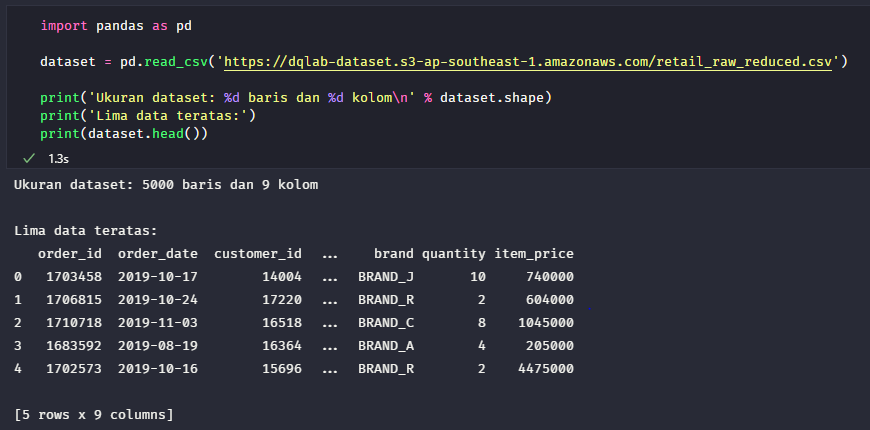 import pandas as pd
dataset = pd.read_csv('https://dqlab-dataset.s3-ap-southeast-1.amazonaws.com/retail_raw_reduced.csv')
print('Ukuran dataset: %d baris dan %d kolom\n' % dataset.shape)
print('Lima data teratas:')
print(dataset.head())
✓ 1.3s
Ukuran dataset: 5000 baris dan 9 kolom
Lima data teratas:
order_id order_date customer_id ... brand quantity item_price
0 1703458 2019-10-17 14004 ... BRAND_J 10 740000
1 1706815 2019-10-24 17220 ... BRAND_R 2 604000
2 1710718 2019-11-03 16518 ... BRAND_C 8 1045000
3 1683592 2019-08-19 16364 ... BRAND_A 4 205000
4 1702573 2019-10-16 15696 ... BRAND_R 2 4475000
[5 rows x 9 columns]